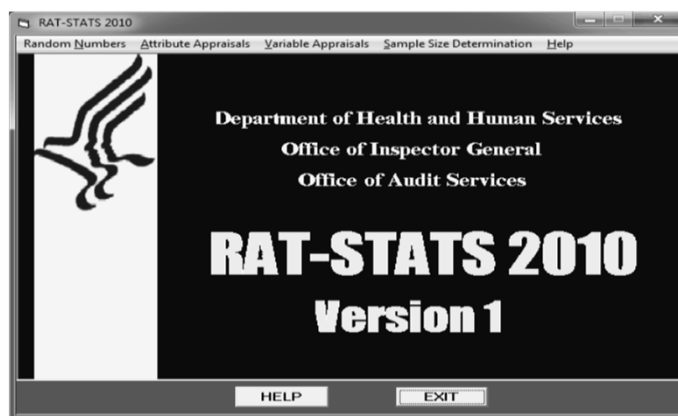 RAT-STATS 2010
Random Numbers Attribute Appraisals Variable Appraisals Sample Size Determination Help
Department of Health and Human Services
Office of Inspector General
Office of Audit Services
RAT-STATS 2010
Version 1
HELP EXIT